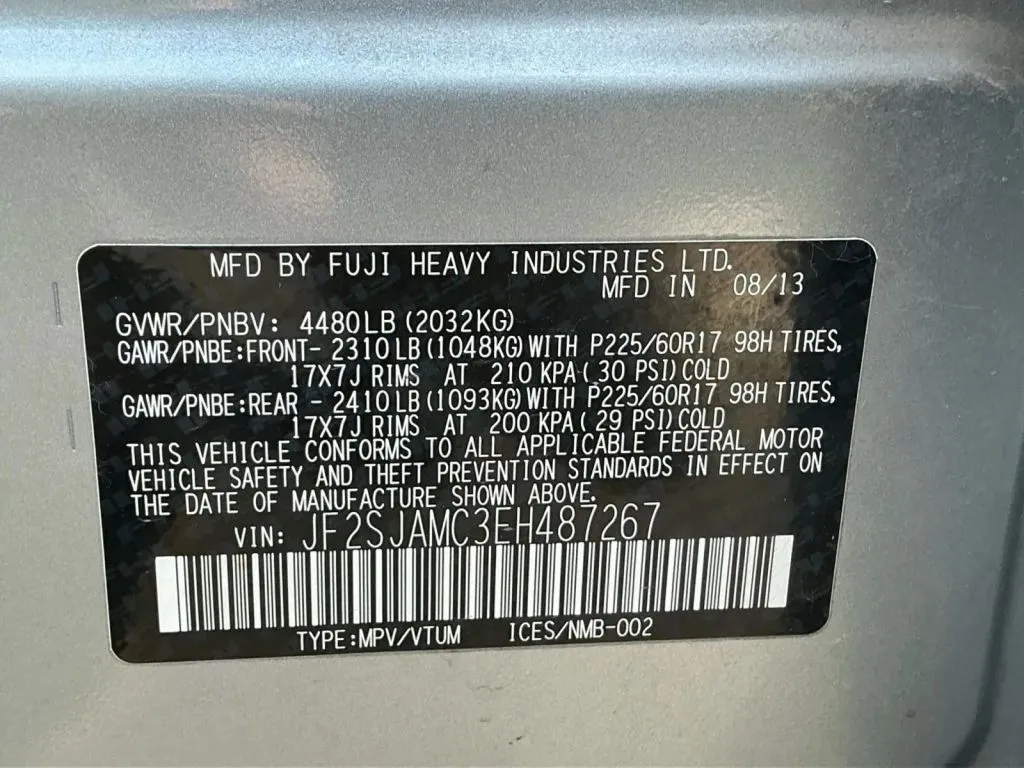 MFD BY FUJI HEAVY INDUSTRIES LTD.
MFD IN 08/13
GVWR/PNBV: 4480LB (2032KG)
GAWR/PNBE:FRONT- 2310LB(1048KG)WITH P225/60R17 98H TIRES,
17X7J RIMS AT 210 KPA( 30 PSI)COLD
GAWR/PNBE:REAR - 2410LB(1093KG)WITH P225/60R17 98H TIRES,
17X7J RIMS AT 200 KPA( 29 PSI)COLD
THIS VEHICLE CONFORMS TO ALL APPLICABLE FEDERAL MOTOR
VEHICLE SAFETY AND THEFT PREVENTION STANDARDS IN EFFECT ON
THE DATE OF MANUFACTURE SHOWN ABOVE.
VIN: JF2SJAMC3EH487267
TYPE:MPV/VTUM ICES/NMB-002